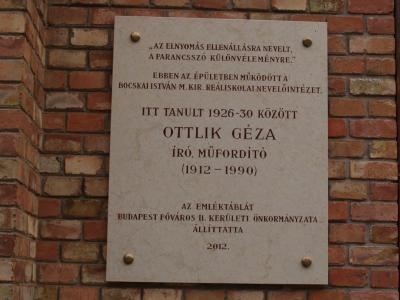 „AZ ELNYOMÁS ELLENÁLLÁSRA NEVELT,
A PARANCSSZÓ KÜLÖNVÉLEMÉNYRE.”
EBBEN AZ ÉPÜLETBEN MŰKÖDÖTT A
BOCSKAI ISTVÁN M. KIR. REÁLISKOLAI NEVELŐINTÉZET.
ITT TANULT 1926-30 KÖZÖTT
OTTLIK GÉZA
ÍRÓ, MŰFORDÍTÓ
(1912 – 1990)
AZ EMLÉKTÁBLÁT
BUDAPEST FŐVÁROS II. KERÜLETI ÖNKORMÁNYZATA
ÁLLÍTTATTA
2012.